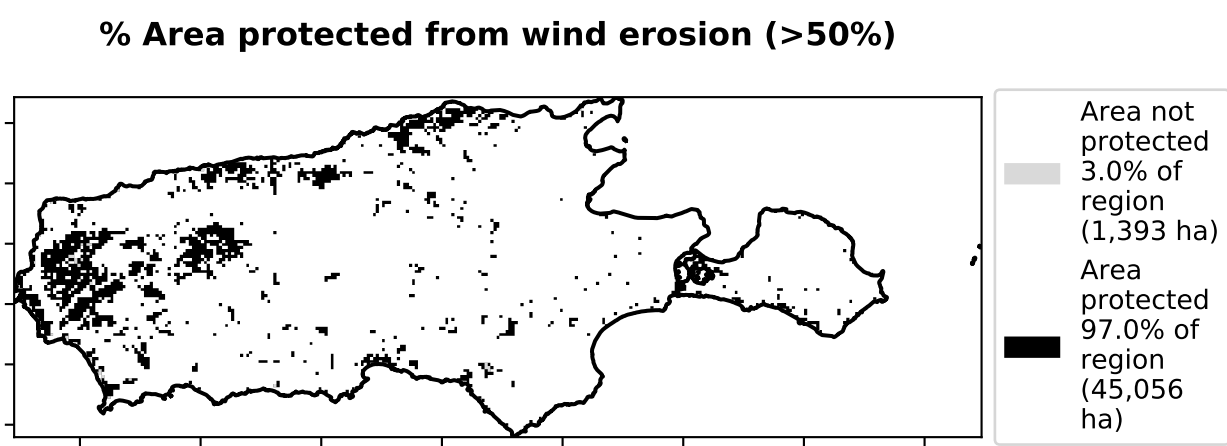 % Area protected from wind erosion (>50%)
Area not
protected
3.0% of
region
(1,393 ha)
Area
protected
97.0% of
region
(45,056
ha)